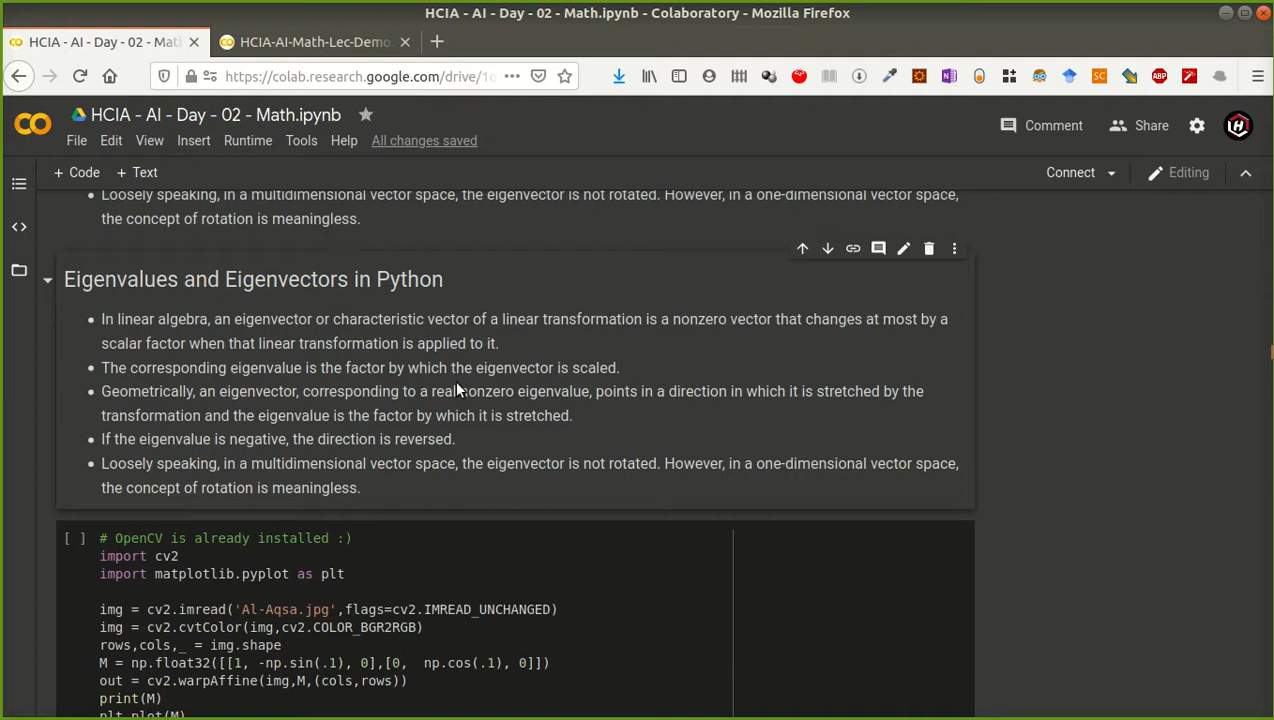 HCIA - AI - Day - 02 - Math.ipynb - Colaboratory - Mozilla Firefox
HCIA - AI - Day - 02 - Mat
HCIA-AI-Math-Lec-Demo.
https://colab.research.google.com/drive/1
HCIA - AI - Day - 02 - Math.ipynb
Comment
Share
File Edit View Insert Runtime Tools Help All changes saved
+ Code + Text
Connect
Editing
Loosely speaking, in a multidimensional vector space, the eigenvector is not rotated. However, in a one-dimensional vector space,
the concept of rotation is meaningless.
Eigenvalues and Eigenvectors in Python
In linear algebra, an eigenvector or characteristic vector of a linear transformation is a nonzero vector that changes at most by a
scalar factor when that linear transformation is applied to it.
The corresponding eigenvalue is the factor by which the eigenvector is scaled.
Geometrically, an eigenvector, corresponding to a real nonzero eigenvalue, points in a direction in which it is stretched by the
transformation and the eigenvalue is the factor by which it is stretched.
If the eigenvalue is negative, the direction is reversed.
Loosely speaking, in a multidimensional vector space, the eigenvector is not rotated. However, in a one-dimensional vector space,
the concept of rotation is meaningless.
[ ] # OpenCV is already installed :)
import cv2
import matplotlib.pyplot as plt
img = cv2.imread('Al-Aqsa.jpg',flags=cv2.IMREAD_UNCHANGED)
img = cv2.cvtColor(img,cv2.COLOR_BGR2RGB)
rows,cols,_ = img.shape
M = np.float32([[1, -np.sin(.1), 0],[0,  np.cos(.1), 0]])
out = cv2.warpAffine(img,M,(cols,rows))
print(M)
plt.plot(M)